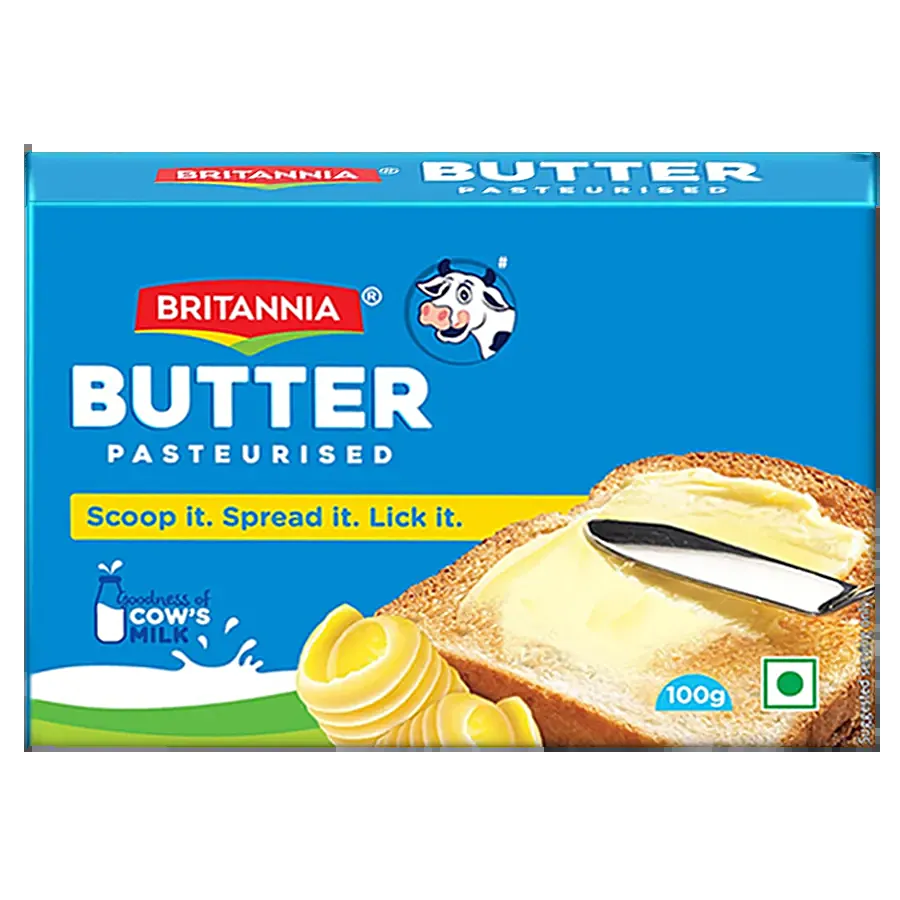 BRITANNIA ® BUTTER
PASTEURISED
#
BRITANNIA ®
BUTTER
PASTEURISED
Scoop it. Spread it. Lick it.
Goodness of
COW'S
MILK
100g